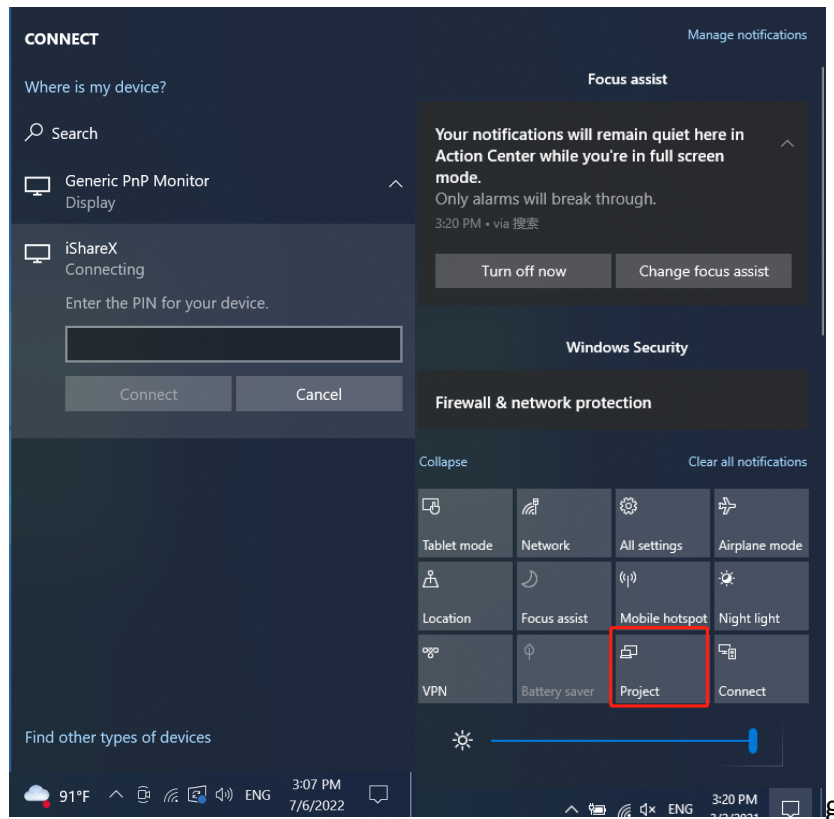 CONNECT
Where is my device?
Search
Generic PnP Monitor
Display
iShareX
Connecting
Enter the PIN for your device.
Connect
Cancel
Find other types of devices
91°F
ENG
3:07 PM
7/6/2022
Manage notifications
Focus assist
Your notifications will remain quiet here in
Action Center while you're in full screen
mode.
Only alarms will break through.
3:20 PM • via 搜索
Turn off now
Change focus assist
Windows Security
Firewall & network protection
Collapse
Clear all notifications
Tablet mode
Network
All settings
Airplane mode
Location
Focus assist
Mobile hotspot
Night light
VPN
Battery saver
Project
Connect
ENG
3:20 PM